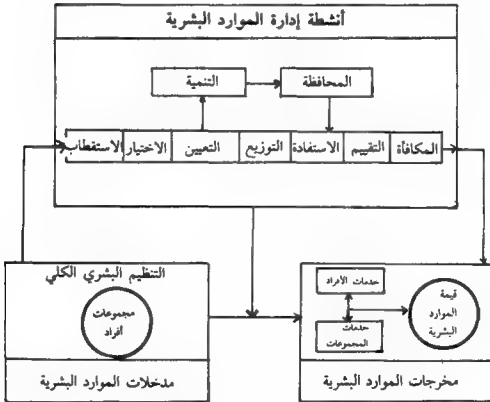 أنشطة إدارة الموارد البشرية
التنمية
المحافظة
الاستقطاب
الاختيار
التعيين
التوزيع
الاستفادة
التقييم
المكافأة
التنظيم البشري الكلي
مجموعات
أفراد
مدخلات الموارد البشرية
خدمات الأفراد
خدمات
المجموعات
قيمة
الموارد
البشرية
مخرجات الموارد البشرية